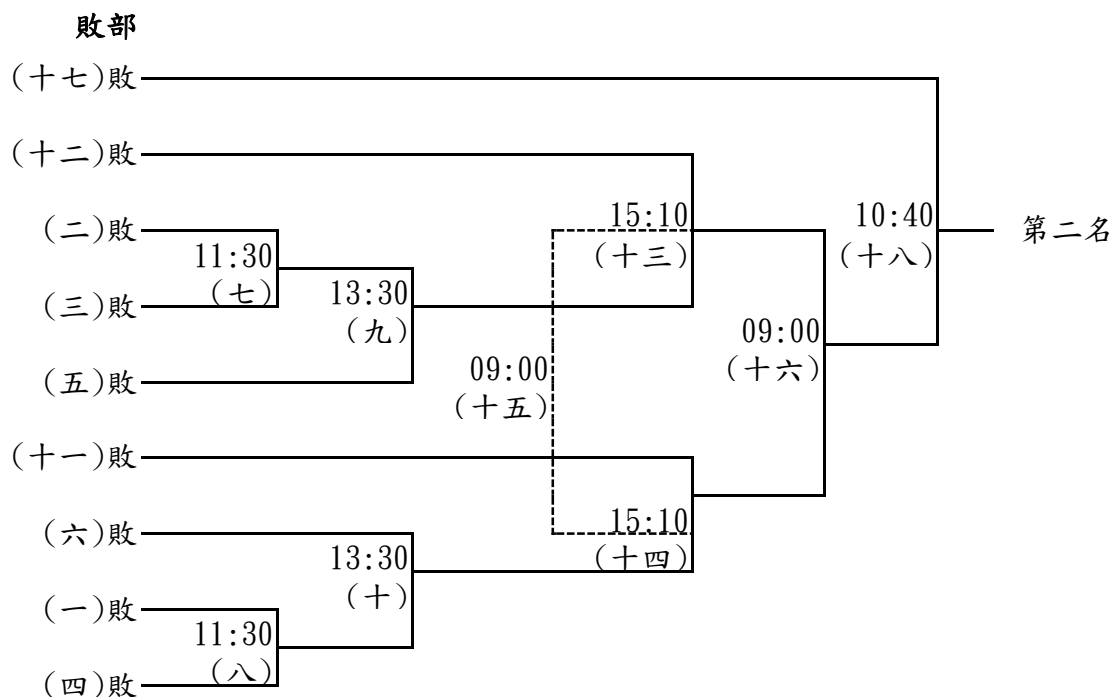 敗部
(十七)敗
(十二)敗
(二)敗
15:10
10:40
第二名
11:30
(十三)
(十八)
(七)
13:30
(三)敗
(九)
09:00
(十六)
09:00
(五)敗
(十五)
(十一)敗
15:10
(六)敗
13:30
(十四)
(十)
(一)敗
11:30
(八)
(四)敗